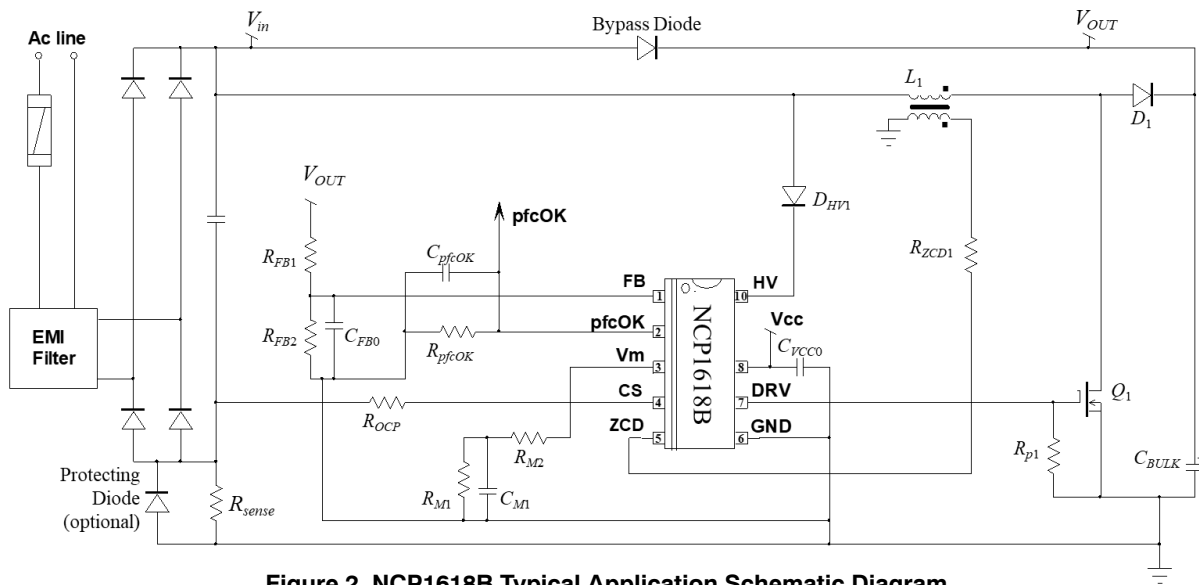 V_in
Bypass Diode
V_OUT
Ac line
L_1
D_1
V_OUT
pfcOK
D_HV1
R_FB1
C_pfcOK
R_ZCD1
FB
HV
1
10
NCP1618B
Vcc
EMI
Filter
R_FB2
C_FB0
pfcOK
2
R_pfcOK
C_VCC0
Vm
3
8
CS
4
DRV
7
Q_1
R_OCP
ZCD
5
GND
6
R_M2
R_p1
C_BULK
Protecting
Diode
(optional)
R_sense
R_M1
C_M1
Figure 2. NCP1618B Typical Application Schematic Diagram